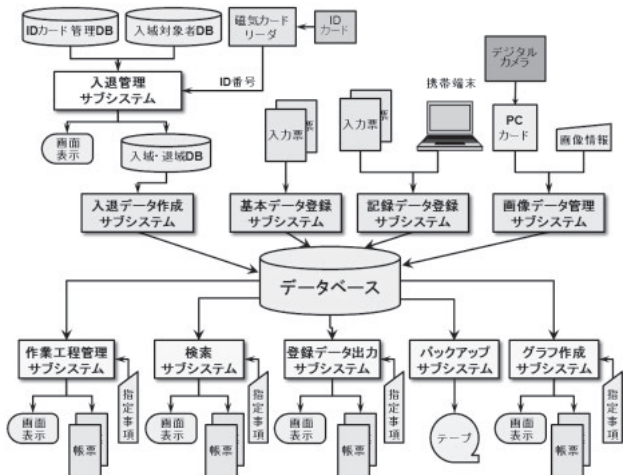 IDカード管理DB
入域対象者DB
磁気カード
リーダ
ID
カード
デジタル
カメラ
入退管理
サブシステム
ID番号
携帯端末
入力票
票
入力票
票
PC
カード
画像情報
画面
表示
入域・退域DB
入退データ作成
サブシステム
基本データ登録
サブシステム
記録データ登録
サブシステム
画像データ管理
サブシステム
データベース
作業工程管理
サブシステム
検索
サブシステム
登録データ出力
サブシステム
バックアップ
サブシステム
グラフ作成
サブシステム
指定事項
指定事項
指定事項
指定事項
画面
表示
帳票
画面
表示
帳票
画面
表示
帳票
テープ
画面
表示
帳票